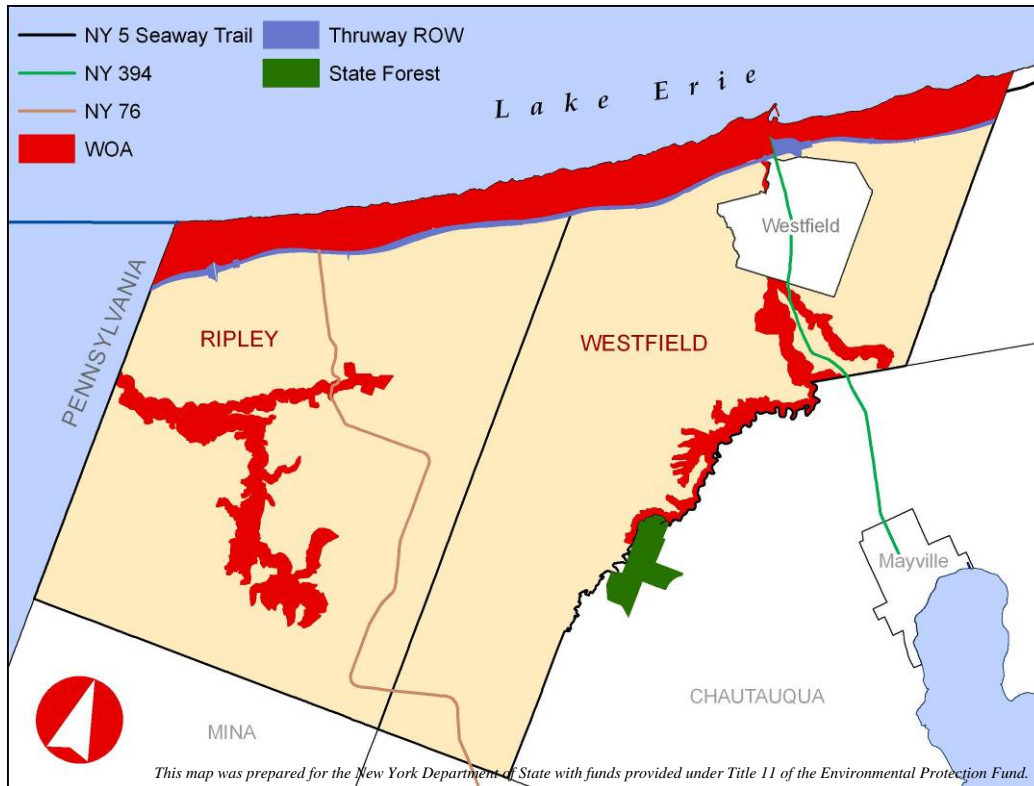 NY 5 Seaway Trail
NY 394
NY 76
WOA
Thruway ROW
State Forest
Lake Erie
Westfield
PENNSYLVANIA
RIPLEY
WESTFIELD
Mayville
CHAUTAUQUA
MINA
This map was prepared for the New York Department of State with funds provided under Title 11 of the Environmental Protection Fund.